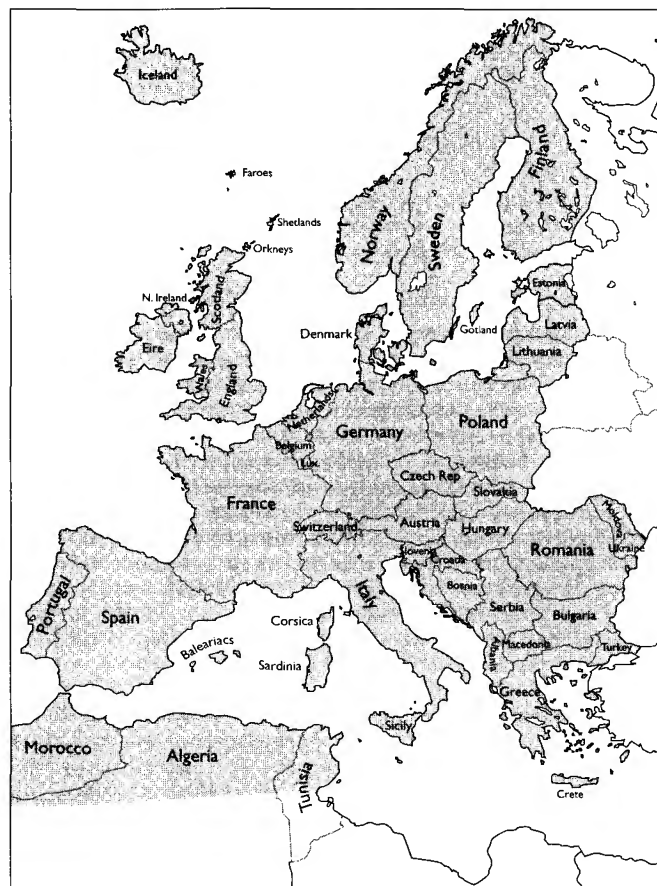 Iceland
Faroes
Shetlands
Orkneys
Norway
Sweden
Finland
Scotland
N. Ireland
Eire
Wales
England
Denmark
Gotland
Estonia
Latvia
Lithuania
Netherlands
Belgium
Lux.
Germany
Poland
Czech Rep
Slovakia
France
Switzerland
Austria
Hungary
Romania
Moldova
Ukraine
Slovenia
Croatia
Bosnia
Serbia
Bulgaria
Italy
Portugal
Spain
Corsica
Baleariacs
Sardinia
Albania
Macedonia
Turkey
Greece
Sicily
Crete
Morocco
Algeria
Tunisia